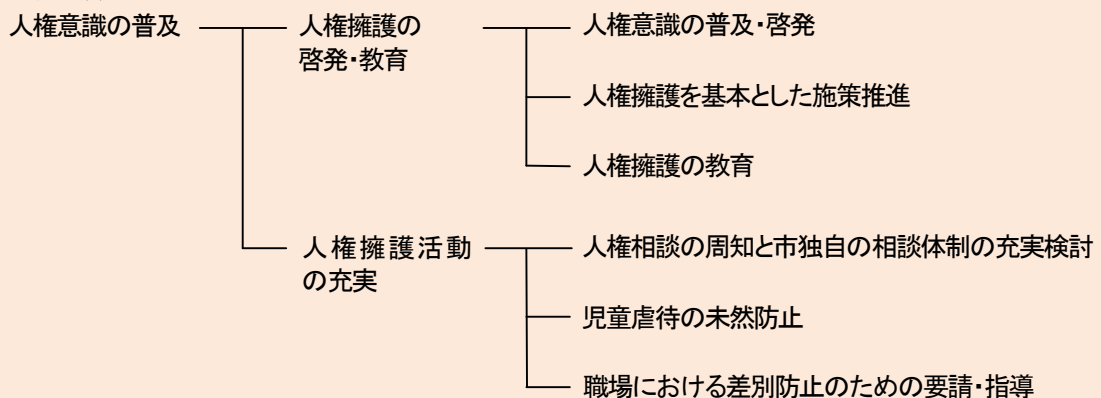 人権意識の普及
人権擁護の
啓発・教育
人権意識の普及・啓発
人権擁護を基本とした施策推進
人権擁護の教育
人権擁護活動
の充実
人権相談の周知と市独自の相談体制の充実検討
児童虐待の未然防止
職場における差別防止のための要請・指導